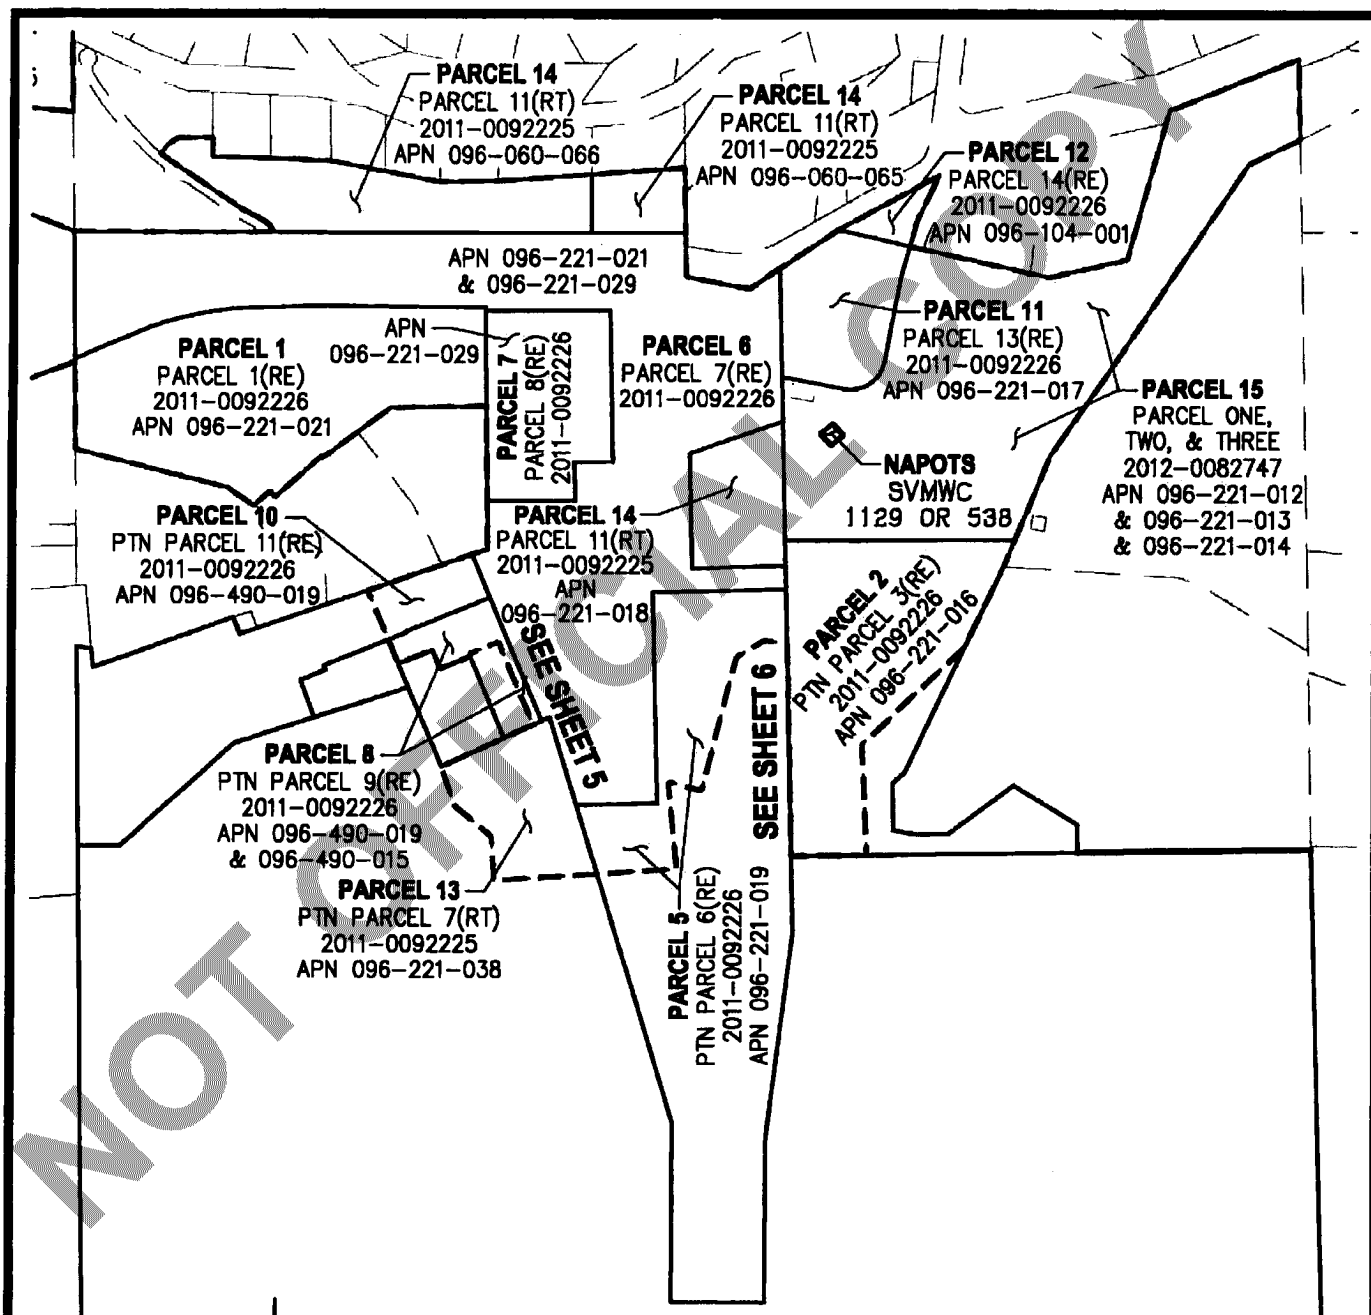 PARCEL 14
PARCEL 11(RT)
2011-0092225
APN 096-060-066
PARCEL 14
PARCEL 11(RT)
2011-0092225
APN 096-060-065
PARCEL 12
PARCEL 14(RE)
2011-0092226
APN 096-104-001
APN 096-221-021
& 096-221-029
PARCEL 1
PARCEL 1(RE)
2011-0092226
APN 096-221-021
APN
096-221-029
PARCEL 7
PARCEL 8(RE)
2011-0092226
PARCEL 6
PARCEL 7(RE)
2011-0092226
PARCEL 11
PARCEL 13(RE)
2011-0092226
APN 096-221-017
PARCEL 15
PARCEL ONE,
TWO, & THREE
2012-0082747
APN 096-221-012
& 096-221-013
& 096-221-014
NAPOTS
SVMWC
1129 OR 538
PARCEL 10
PTN PARCEL 11(RE)
2011-0092226
APN 096-490-019
PARCEL 14
PARCEL 11(RT)
2011-0092225
APN
096-221-018
PARCEL 2
PTN PARCEL 3(RE)
2011-0092226
APN 096-221-016
SEE SHEET 5
SEE SHEET 6
PARCEL 8
PTN PARCEL 9(RE)
2011-0092226
APN 096-490-019
& 096-490-015
PARCEL 13
PTN PARCEL 7(RT)
2011-0092225
APN 096-221-038
PARCEL 5
PTN PARCEL 6(RE)
2011-0092226
APN 096-221-019
NOT OFFICIAL COPY